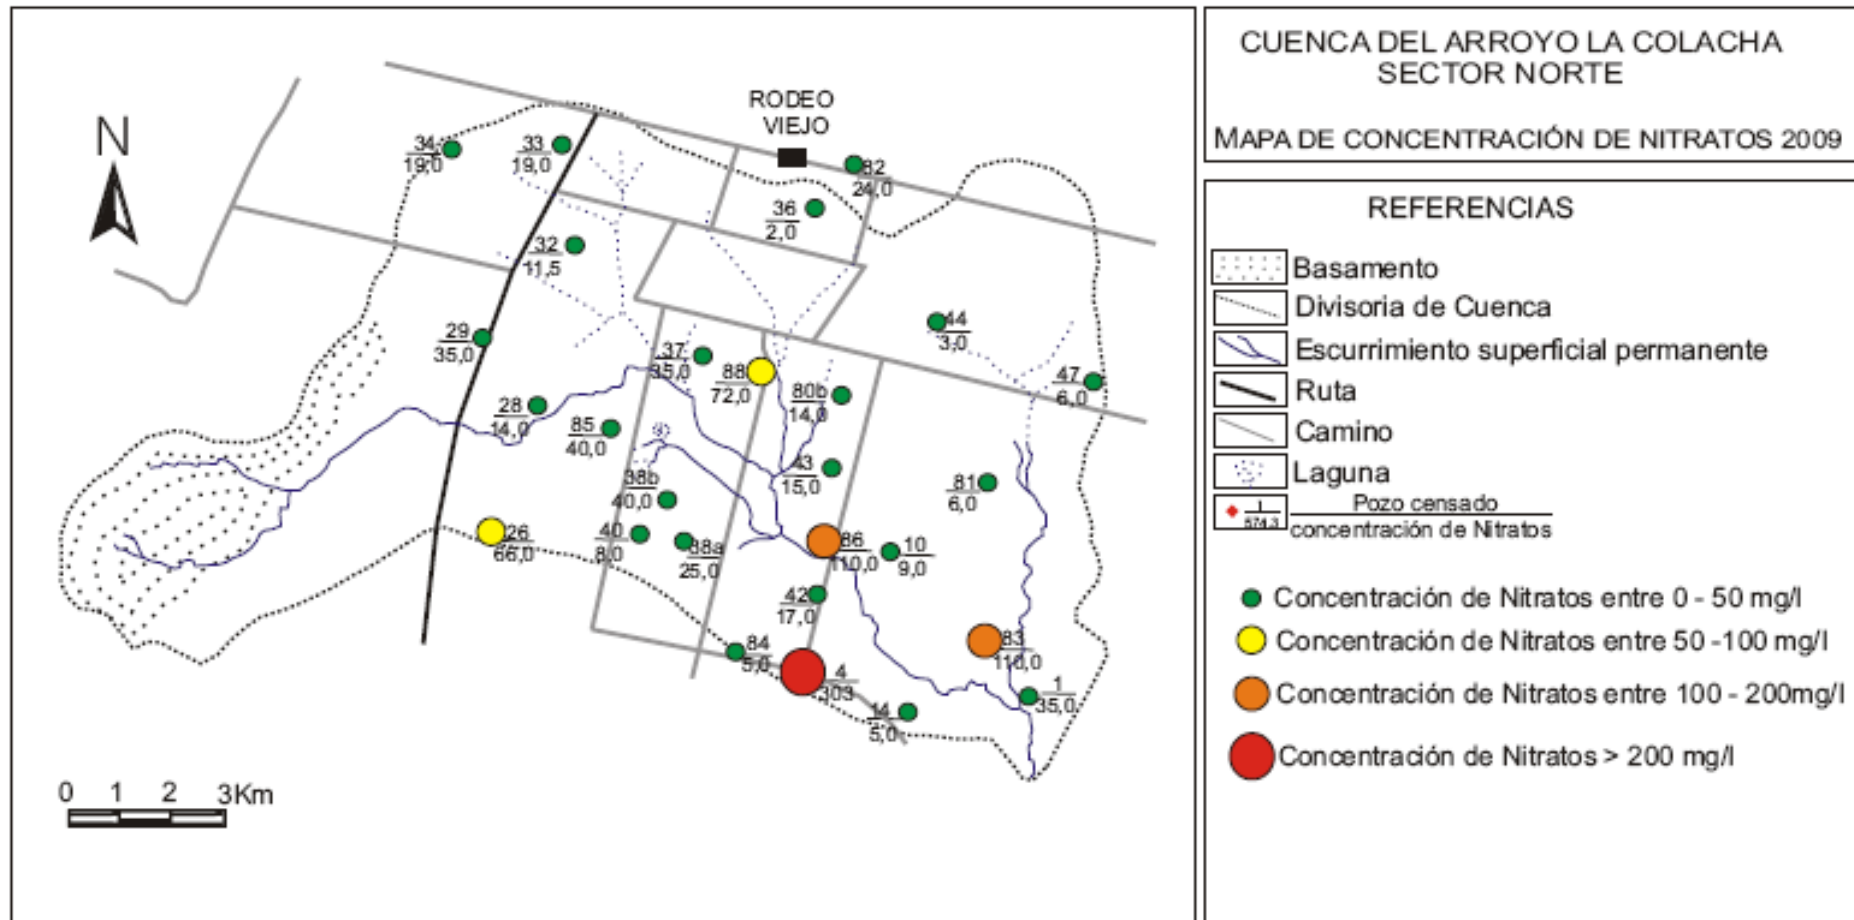 CUENCA DEL ARROYO LA COLACHA
SECTOR NORTE
MAPA DE CONCENTRACIÓN DE NITRATOS 2009
REFERENCIAS
Basamento
Divisoria de Cuenca
Escurrimiento superficial permanente
Ruta
Camino
Laguna
1
574.3
Pozo censado
concentración de Nitratos
Concentración de Nitratos entre 0 - 50 mg/l
Concentración de Nitratos entre 50 -100 mg/l
Concentración de Nitratos entre 100 - 200mg/l
Concentración de Nitratos > 200 mg/l
N
RODEO
VIEJO
34
19,0
33
19,0
82
24,0
36
2,0
32
11,5
29
35,0
44
3,0
37
35,0
88
72,0
47
6,0
80b
14,0
28
14,0
85
40,0
43
15,0
81
6,0
38b
40,0
26
66,0
40
8,0
38a
25,0
86
110,0
10
9,0
42
17,0
84
5,0
83
110,0
4
303
1
35,0
14
5,0
0 1 2 3Km